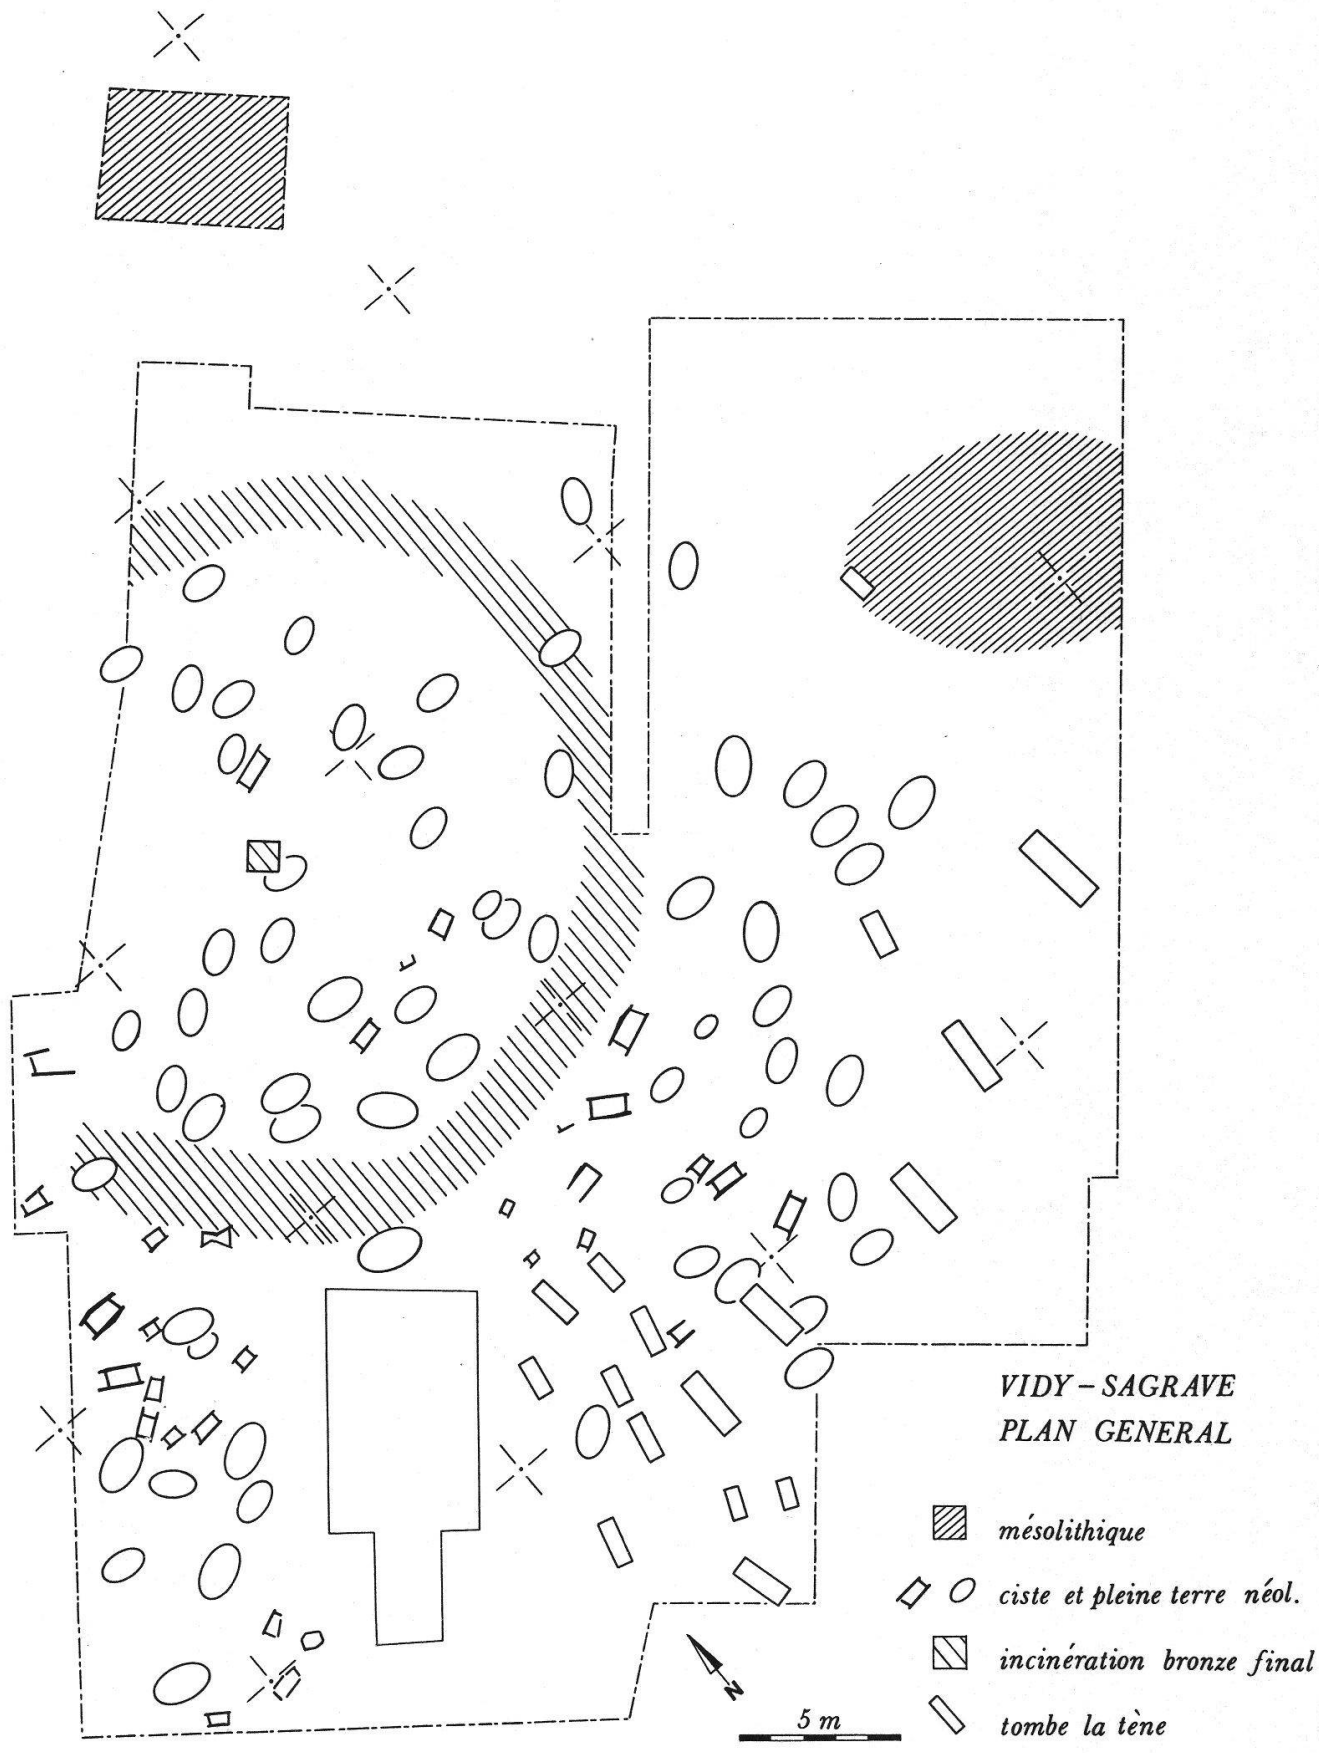 VIDY-SAGRAVE
PLAN GENERAL
mésolithique
ciste et pleine terre néol.
incinération bronze final
N
5 m
tombe la tène